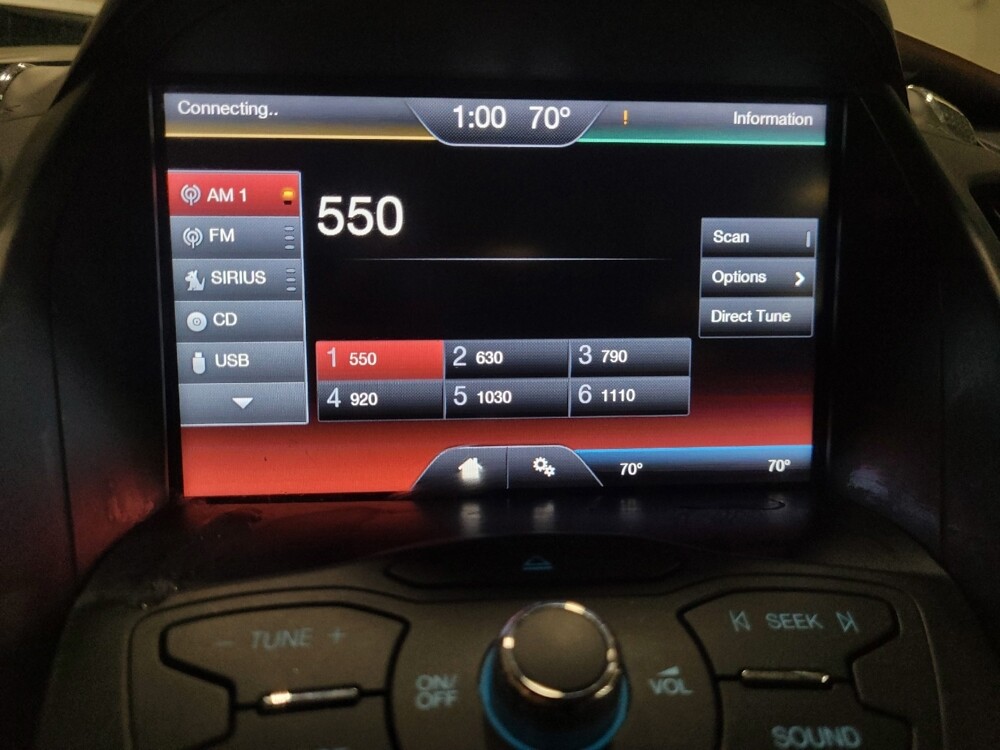 Connecting..
1:00 70°
!
Information
AM 1
FM
SIRIUS
CD
USB
550
Scan
Options
Direct Tune
1 550
2 630
3 790
4 920
5 1030
6 1110
70°
70°
- TUNE +
ON/
OFF
VOL
SEEK
SOUND